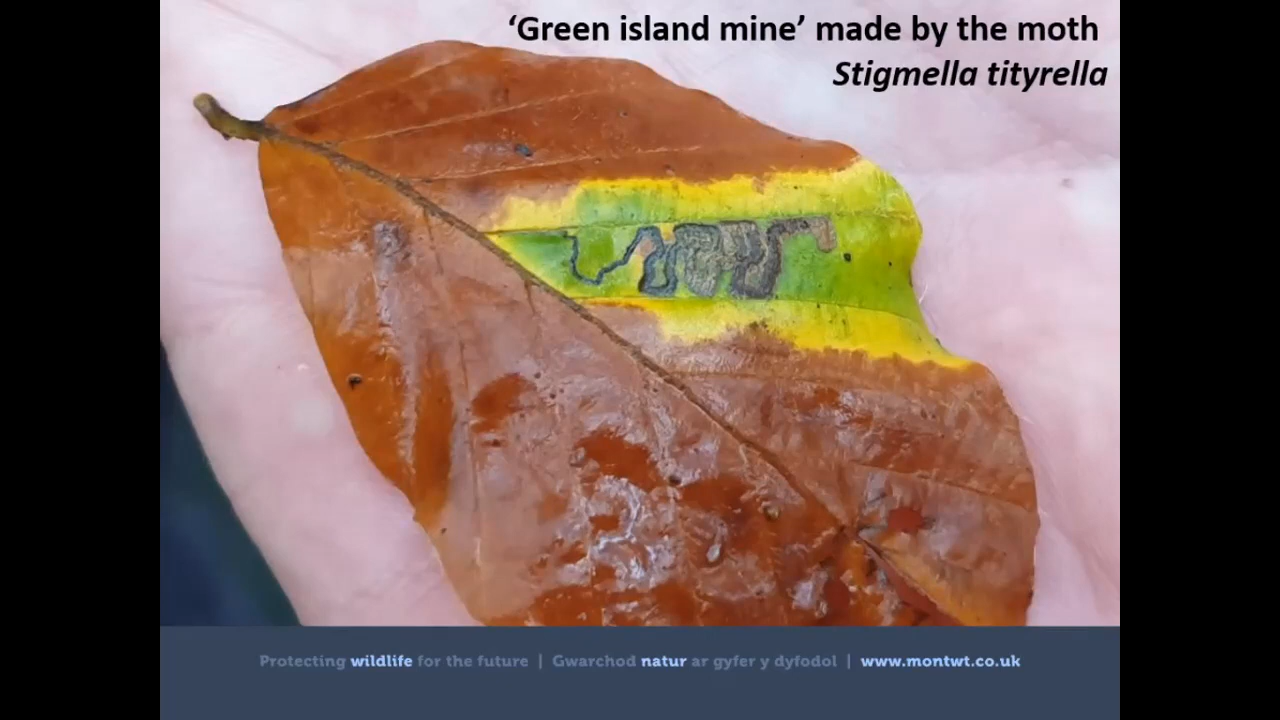 ‘Green island mine’ made by the moth
Stigmella tityrella
Protecting wildlife for the future | Gwarchod natur ar gyfer y dyfodol | www.montwt.co.uk